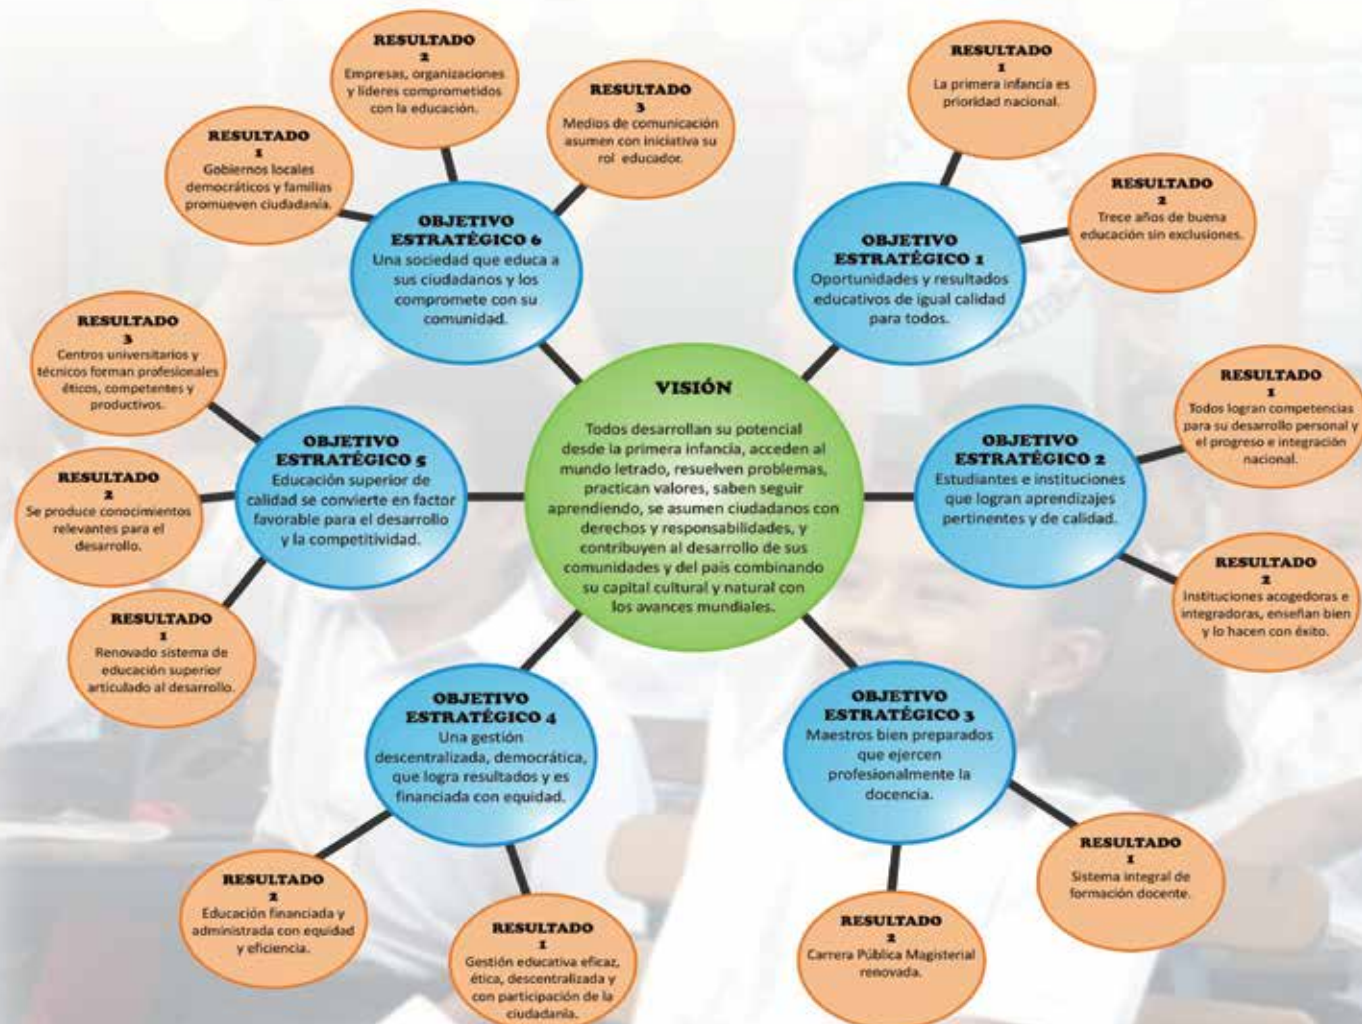 VISIÓN
Todos desarrollan su potencial
desde la primera infancia, acceden al
mundo letrado, resuelven problemas,
practican valores, saben seguir
aprendiendo, se asumen ciudadanos con
derechos y responsabilidades, y
contribuyen al desarrollo de sus
comunidades y del país combinando
su capital cultural y natural con
los avances mundiales.
OBJETIVO
ESTRATÉGICO 1
Oportunidades y resultados
educativos de igual calidad
para todos.
RESULTADO
1
La primera infancia es
prioridad nacional.
RESULTADO
2
Trece años de buena
educación sin exclusiones.
OBJETIVO
ESTRATÉGICO 2
Estudiantes e instituciones
que logran aprendizajes
pertinentes y de calidad.
RESULTADO
1
Todos logran competencias
para su desarrollo personal y
el progreso e integración
nacional.
RESULTADO
2
Instituciones acogedoras e
integradoras, enseñan bien
y lo hacen con éxito.
OBJETIVO
ESTRATÉGICO 3
Maestros bien preparados
que ejercen
profesionalmente la
docencia.
RESULTADO
1
Sistema integral de
formación docente.
RESULTADO
2
Carrera Pública Magisterial
renovada.
OBJETIVO
ESTRATÉGICO 4
Una gestión
descentralizada, democrática,
que logra resultados y es
financiada con equidad.
RESULTADO
1
Gestión educativa eficaz,
ética, descentralizada y
con participación de la
ciudadanía.
RESULTADO
2
Educación financiada y
administrada con equidad
y eficiencia.
OBJETIVO
ESTRATÉGICO 5
Educación superior de
calidad se convierte en factor
favorable para el desarrollo
y la competitividad.
RESULTADO
1
Renovado sistema de
educación superior
articulado al desarrollo.
RESULTADO
2
Se produce conocimientos
relevantes para el
desarrollo.
RESULTADO
3
Centros universitarios y
técnicos forman profesionales
éticos, competentes y
productivos.
OBJETIVO
ESTRATÉGICO 6
Una sociedad que educa a
sus ciudadanos y los
compromete con su
comunidad.
RESULTADO
1
Gobiernos locales
democráticos y familias
promueven ciudadanía.
RESULTADO
2
Empresas, organizaciones
y líderes comprometidos
con la educación.
RESULTADO
3
Medios de comunicación
asumen con iniciativa su
rol educador.